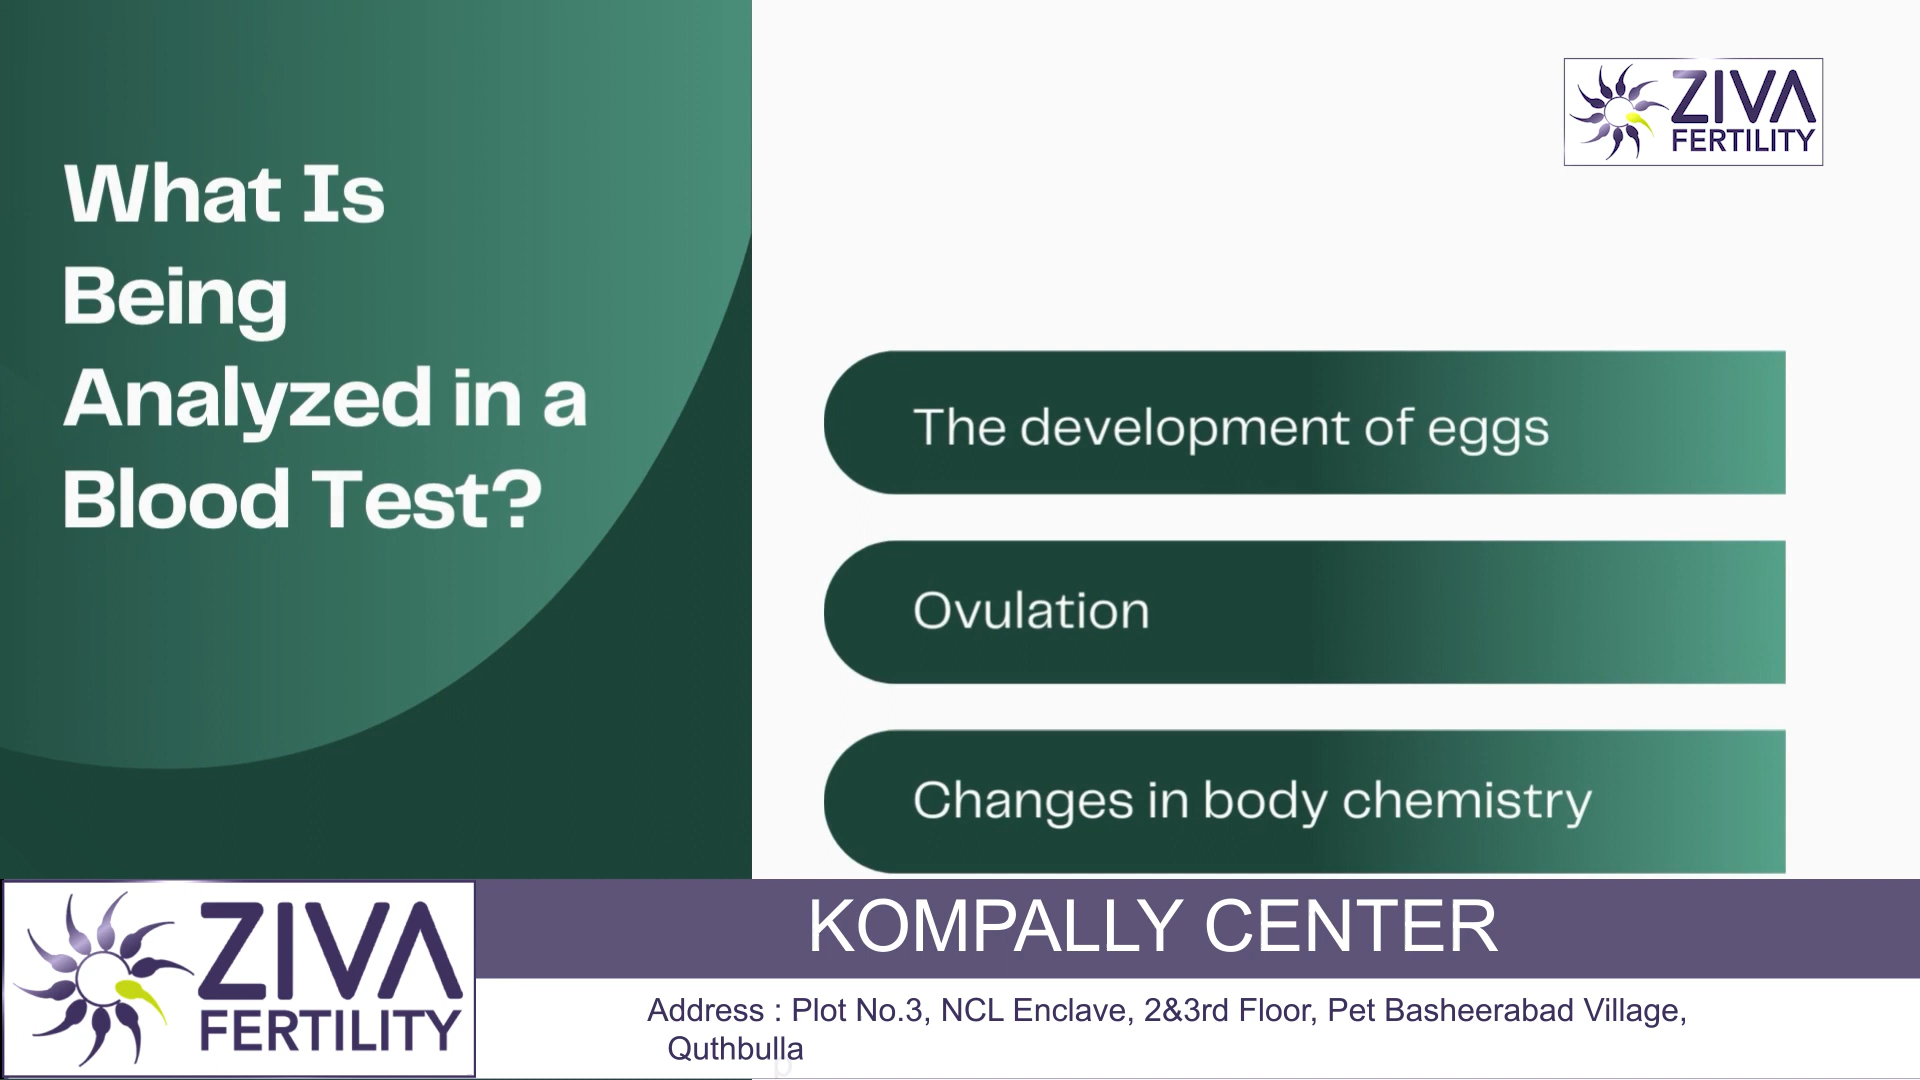 What Is
Being
Analyzed in a
Blood Test?
ZIVA
FERTILITY
The development of eggs
Ovulation
Changes in body chemistry
ZIVA
FERTILITY
KOMPALLY CENTER
Address : Plot No.3, NCL Enclave, 2&3rd Floor, Pet Basheerabad Village,
Quthbulla
p